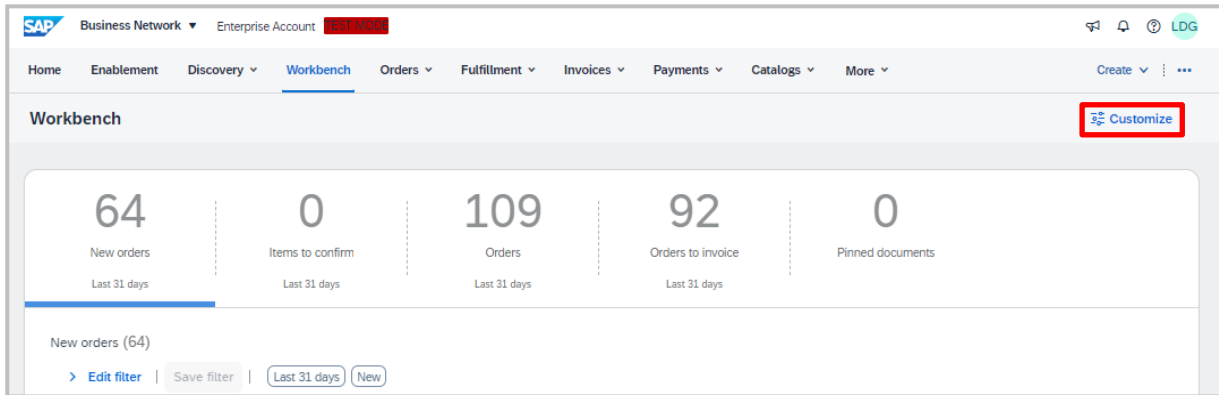 SAP Business Network Enterprise Account TEST MODE LDG
Home Enablement Discovery Workbench Orders Fulfillment Invoices Payments Catalogs More Create
Workbench Customize
64 0 109 92 0
New orders Items to confirm Orders Orders to invoice Pinned documents
Last 31 days Last 31 days Last 31 days Last 31 days
New orders (64)
Edit filter | Save filter | Last 31 days New